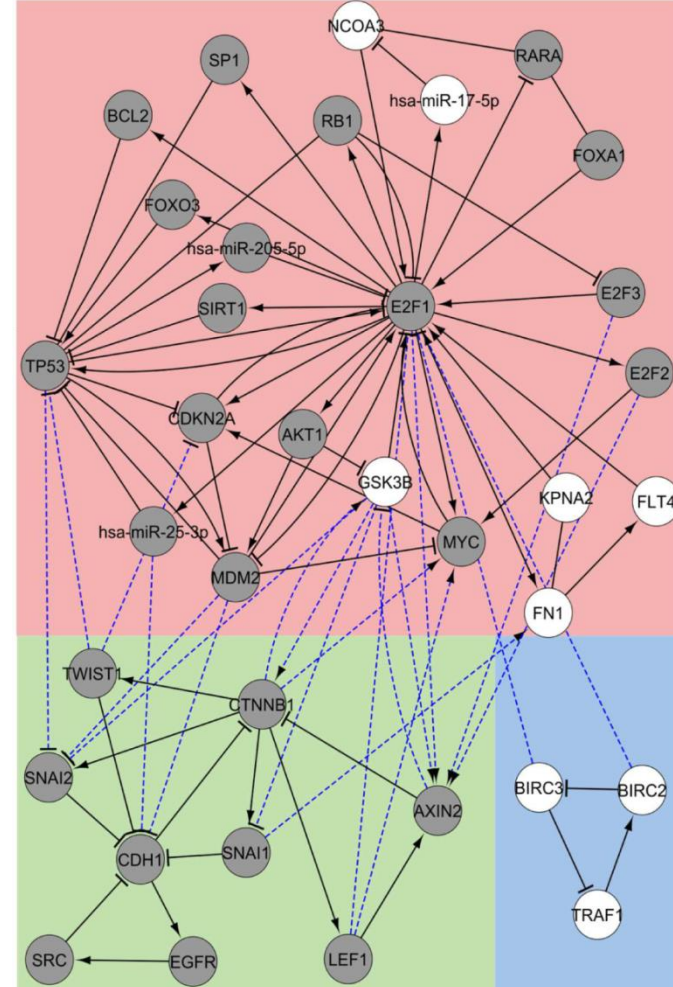 NCOA3
SP1
RARA
hsa-miR-17-5p
BCL2
RB1
FOXA1
FOXO3
hsa-miR-205-5p
E2F3
SIRT1
E2F1
TP53
E2F2
CDKN2A
AKT1
GSK3B
KPNA2
FLT4
hsa-miR-25-3p
MYC
MDM2
FN1
TWIST1
CTNNB1
SNAI2
BIRC3
BIRC2
AXIN2
CDH1
SNAI1
TRAF1
SRC
EGFR
LEF1